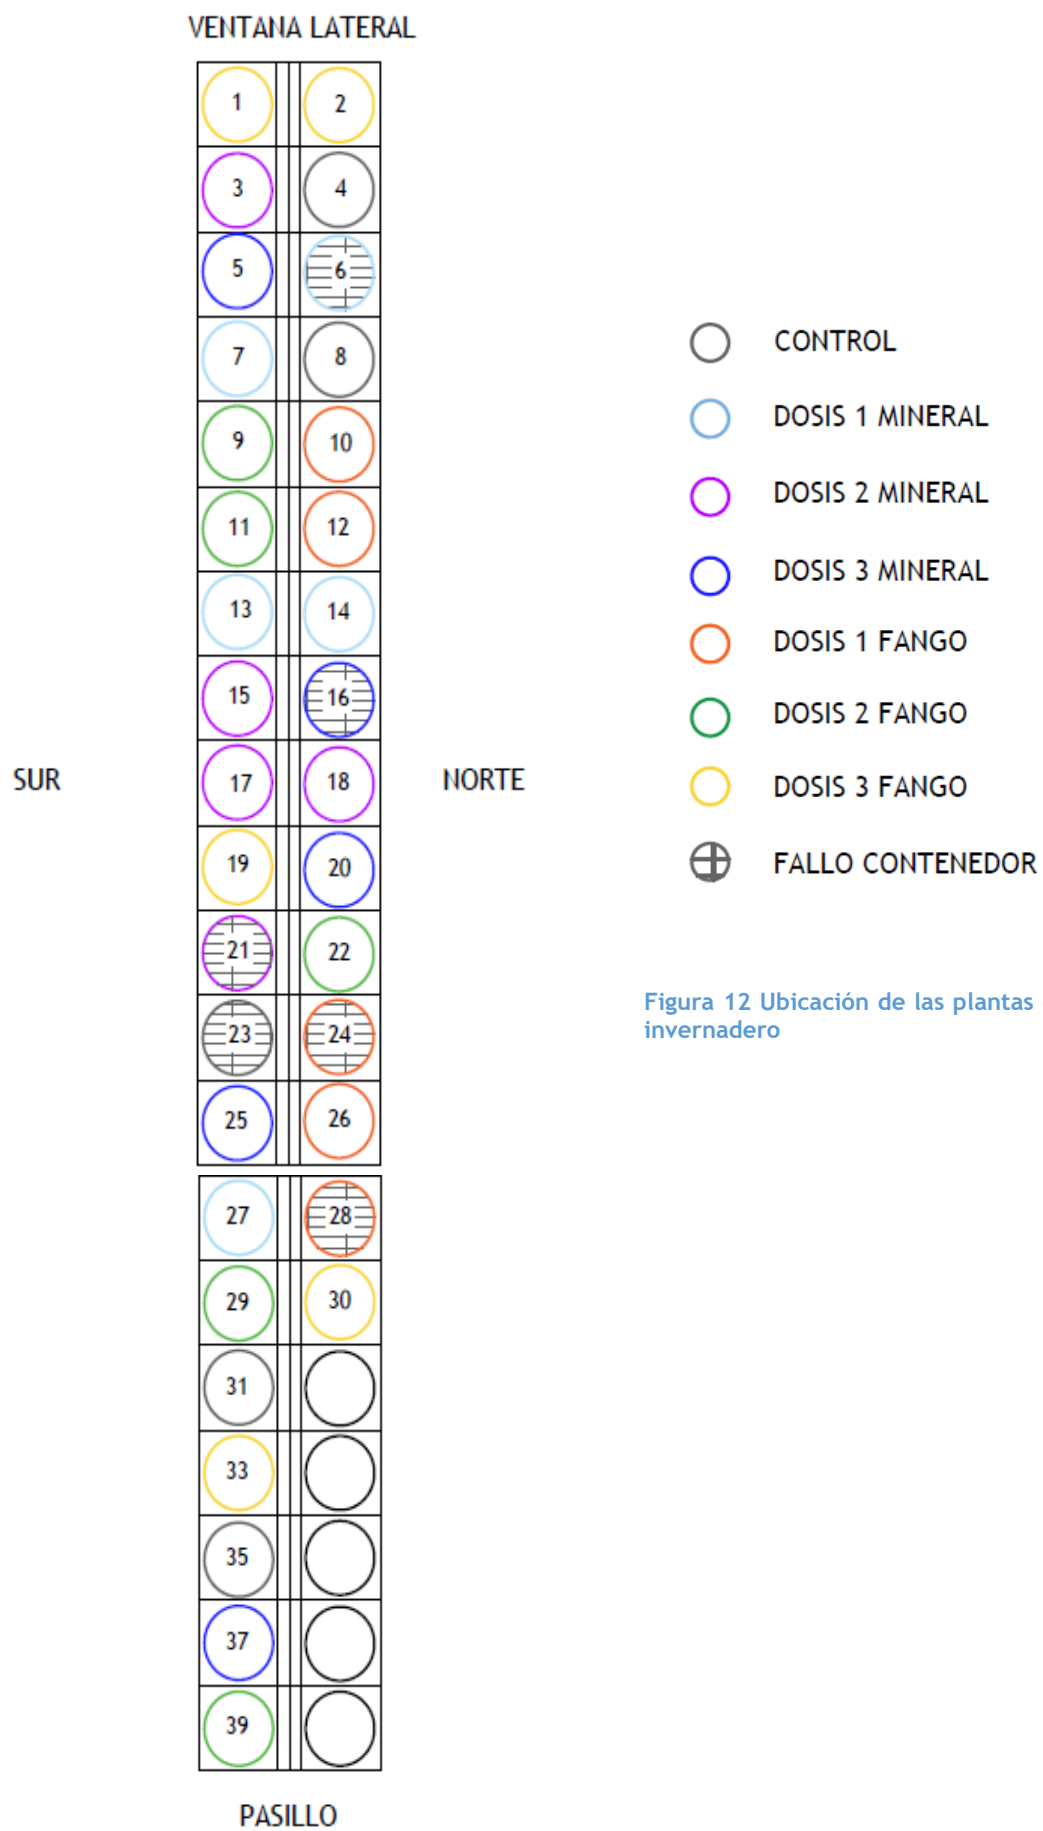 VENTANA LATERAL
1 2
3 4
5 6
7 8
9 10
11 12
13 14
15 16
17 18
19 20
21 22
23 24
25 26
27 28
29 30
31
33
35
37
39
SUR
NORTE
PASILLO
CONTROL
DOSIS 1 MINERAL
DOSIS 2 MINERAL
DOSIS 3 MINERAL
DOSIS 1 FANGO
DOSIS 2 FANGO
DOSIS 3 FANGO
FALLO CONTENEDOR
Figura 12 Ubicación de las plantas
invernadero